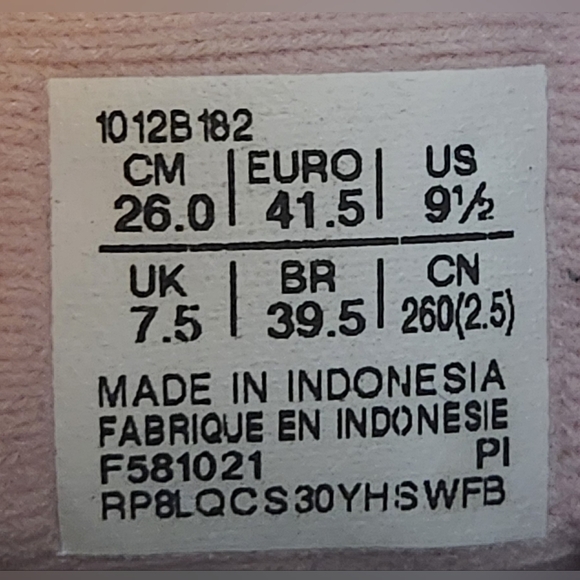 1012B182
CM | EURO | US
26.0 | 41.5 | 9½
UK | BR | CN
7.5 | 39.5 | 260(2.5)
MADE IN INDONESIA
FABRIQUE EN INDONESIE
F581021 PI
RP8LQCS30YHSWFB